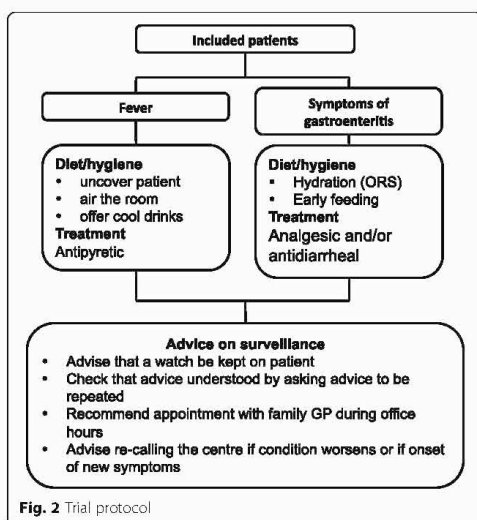 Included patients
Fever
Symptoms of
gastroenteritis
Diet/hygiene
• uncover patient
• air the room
• offer cool drinks
Treatment
Antipyretic
Diet/hygiene
▪ Hydration (ORS)
▪ Early feeding
Treatment
Analgesic and/or
antidiarrheal
Advice on surveillance
• Advise that a watch be kept on patient
• Check that advice understood by asking advice to be
repeated
• Recommend appointment with family GP during office
hours
• Advise re-calling the centre if condition worsens or if onset
of new symptoms
Fig. 2 Trial protocol